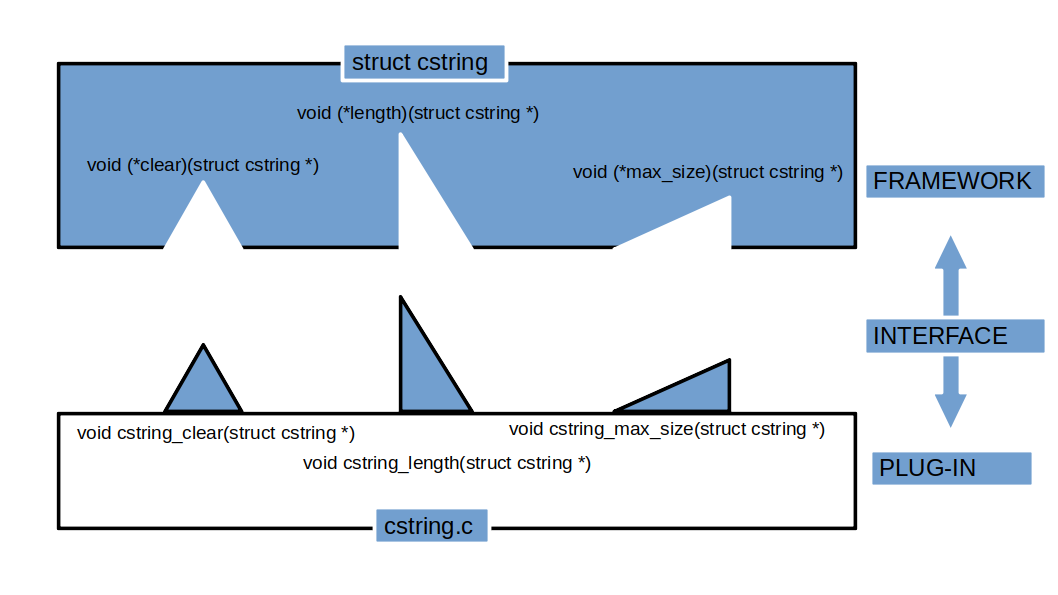 struct cstring
void (*length)(struct cstring *)
void (*clear)(struct cstring *)
void (*max_size)(struct cstring *)
FRAMEWORK
INTERFACE
void cstring_clear(struct cstring *)
void cstring_max_size(struct cstring *)
void cstring_length(struct cstring *)
PLUG-IN
cstring.c